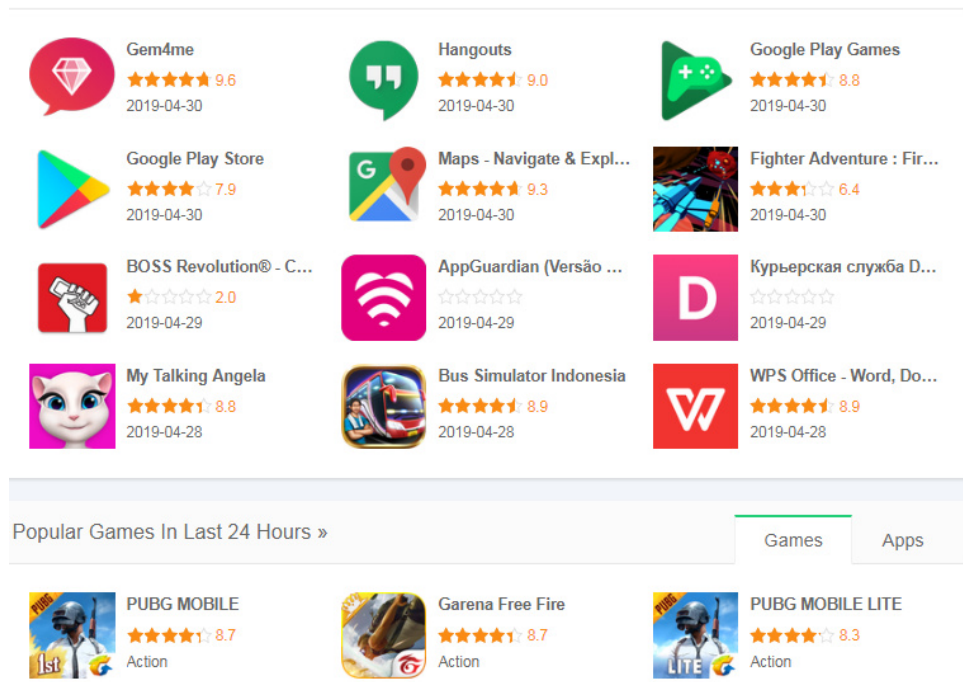 Gem4me
9.6
2019-04-30
Hangouts
9.0
2019-04-30
Google Play Games
8.8
2019-04-30
Google Play Store
7.9
2019-04-30
G
Maps - Navigate & Expl...
9.3
2019-04-30
Fighter Adventure : Fir...
6.4
2019-04-30
BOSS Revolution® - C...
2.0
2019-04-29
AppGuardian (Versão ...
2019-04-29
D
Курьерская служба D...
2019-04-29
My Talking Angela
8.8
2019-04-28
Bus Simulator Indonesia
8.9
2019-04-28
W
WPS Office - Word, Do...
8.9
2019-04-28
Popular Games In Last 24 Hours »
Games
Apps
PUBG
1st
PUBG MOBILE
8.7
Action
Garena Free Fire
8.7
Action
PUBG
LITE
PUBG MOBILE LITE
8.3
Action